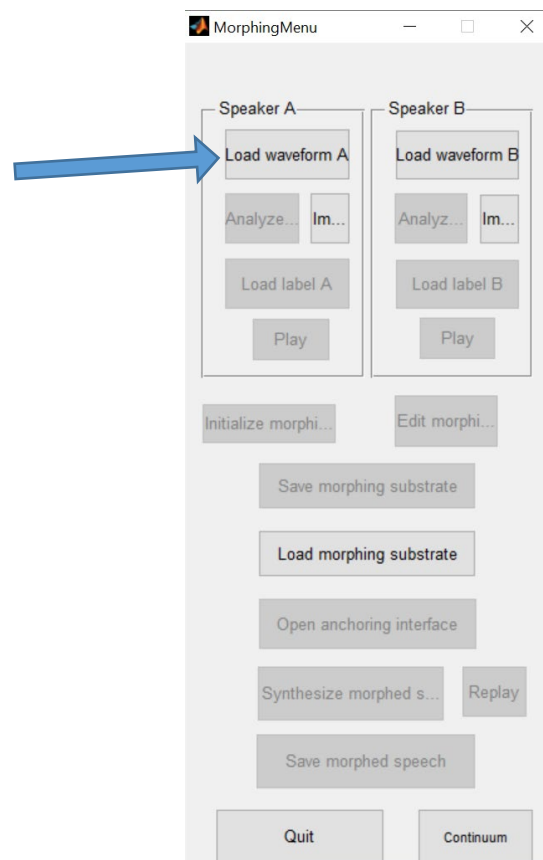 MorphingMenu
Speaker A
Load waveform A
Analyze... Im...
Load label A
Play
Speaker B
Load waveform B
Analyz... Im...
Load label B
Play
Initialize morphi... Edit morphi...
Save morphing substrate
Load morphing substrate
Open anchoring interface
Synthesize morphed s... Replay
Save morphed speech
Quit Continuum